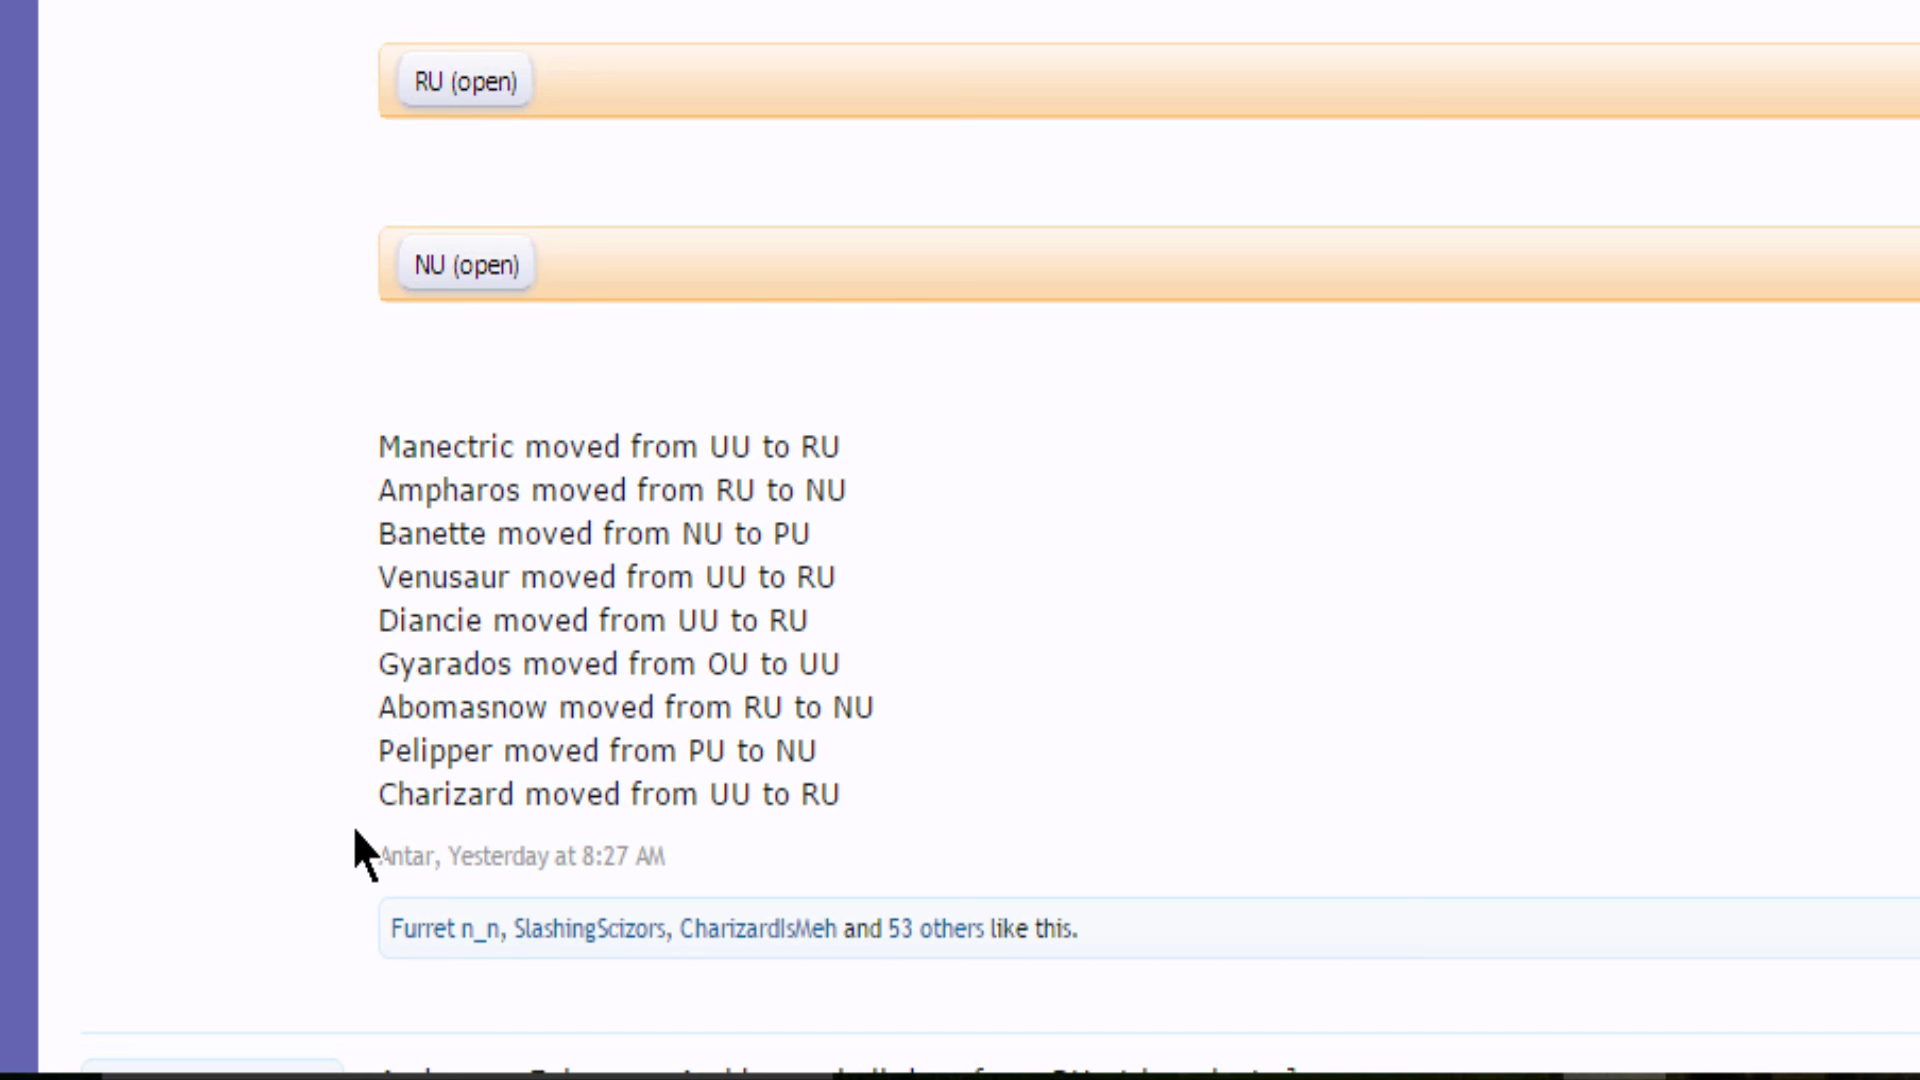 RU (open)
NU (open)
Manectric moved from UU to RU
Ampharos moved from RU to NU
Banette moved from NU to PU
Venusaur moved from UU to RU
Diancie moved from UU to RU
Gyarados moved from OU to UU
Abomasnow moved from RU to NU
Pelipper moved from PU to NU
Charizard moved from UU to RU
Antar, Yesterday at 8:27 AM
Furret n_n, SlashingScizors, CharizardIsMeh and 53 others like this.